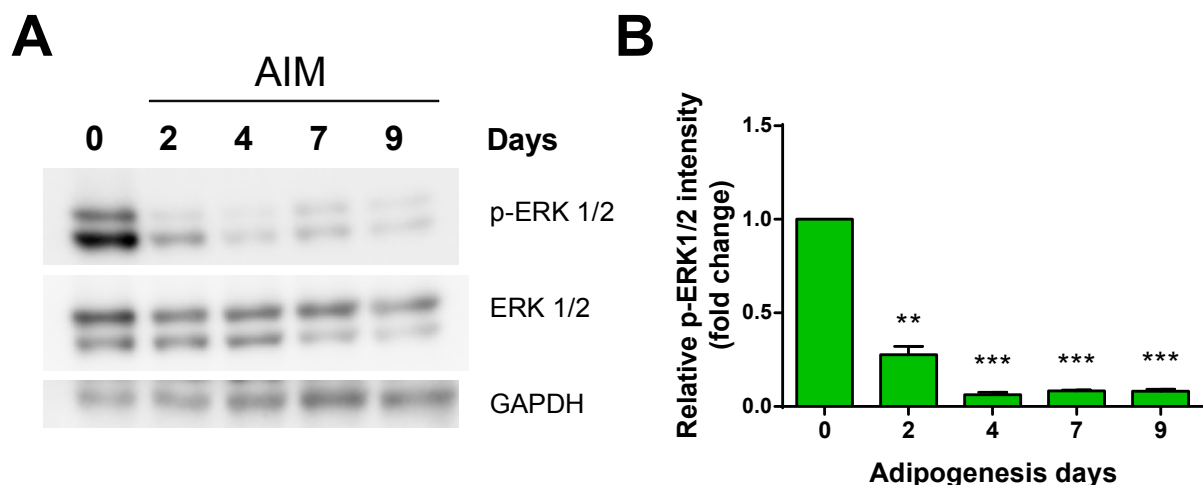 A
AIM
0 2 4 7 9 Days
p-ERK 1/2
ERK 1/2
GAPDH
B
Relative p-ERK1/2 intensity
(fold change)
1.5
1.0
0.5
0.0
**
***
***
***
0 2 4 7 9
Adipogenesis days